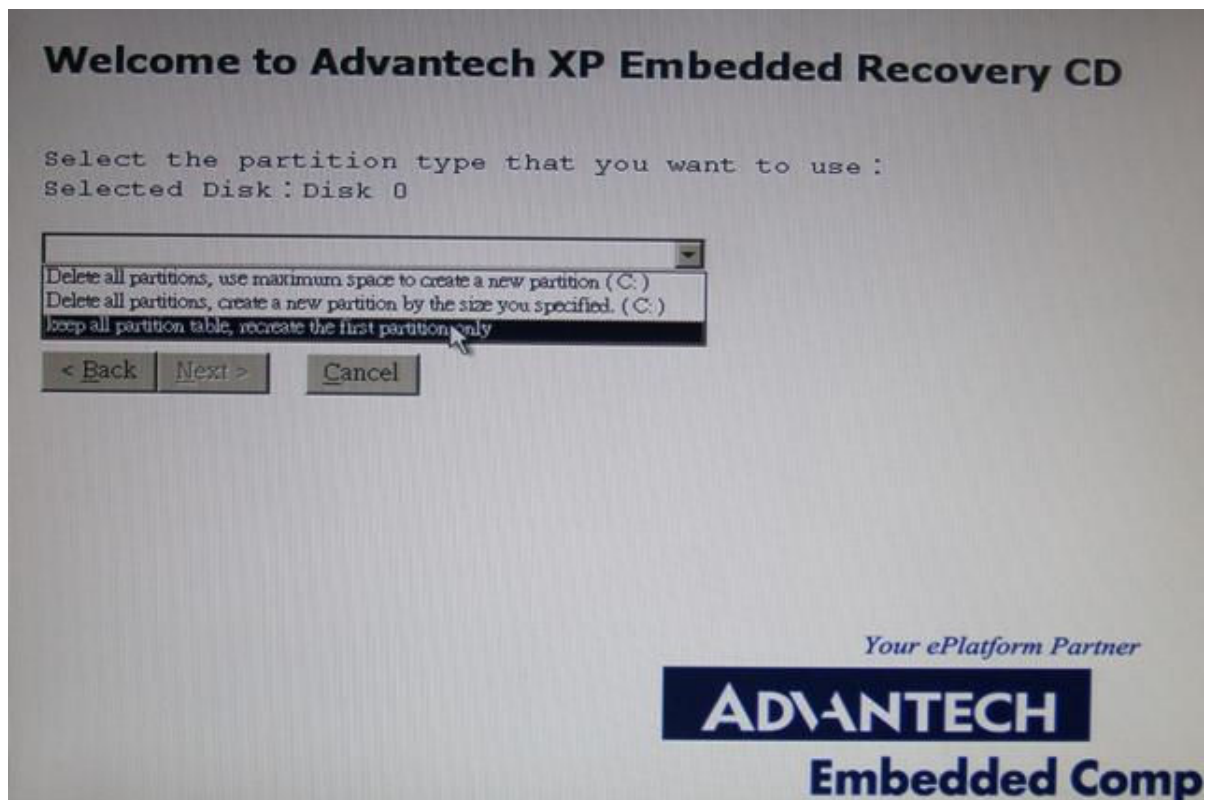 Welcome to Advantech XP Embedded Recovery CD
Select the partition type that you want to use:
Selected Disk:Disk 0
Delete all partitions, use maximum space to create a new partition (C:)
Delete all partitions, create a new partition by the size you specified. (C:)
keep all partition table, recreate the first partition only
< Back Next > Cancel
Your ePlatform Partner
ADVANTECH
Embedded Comp